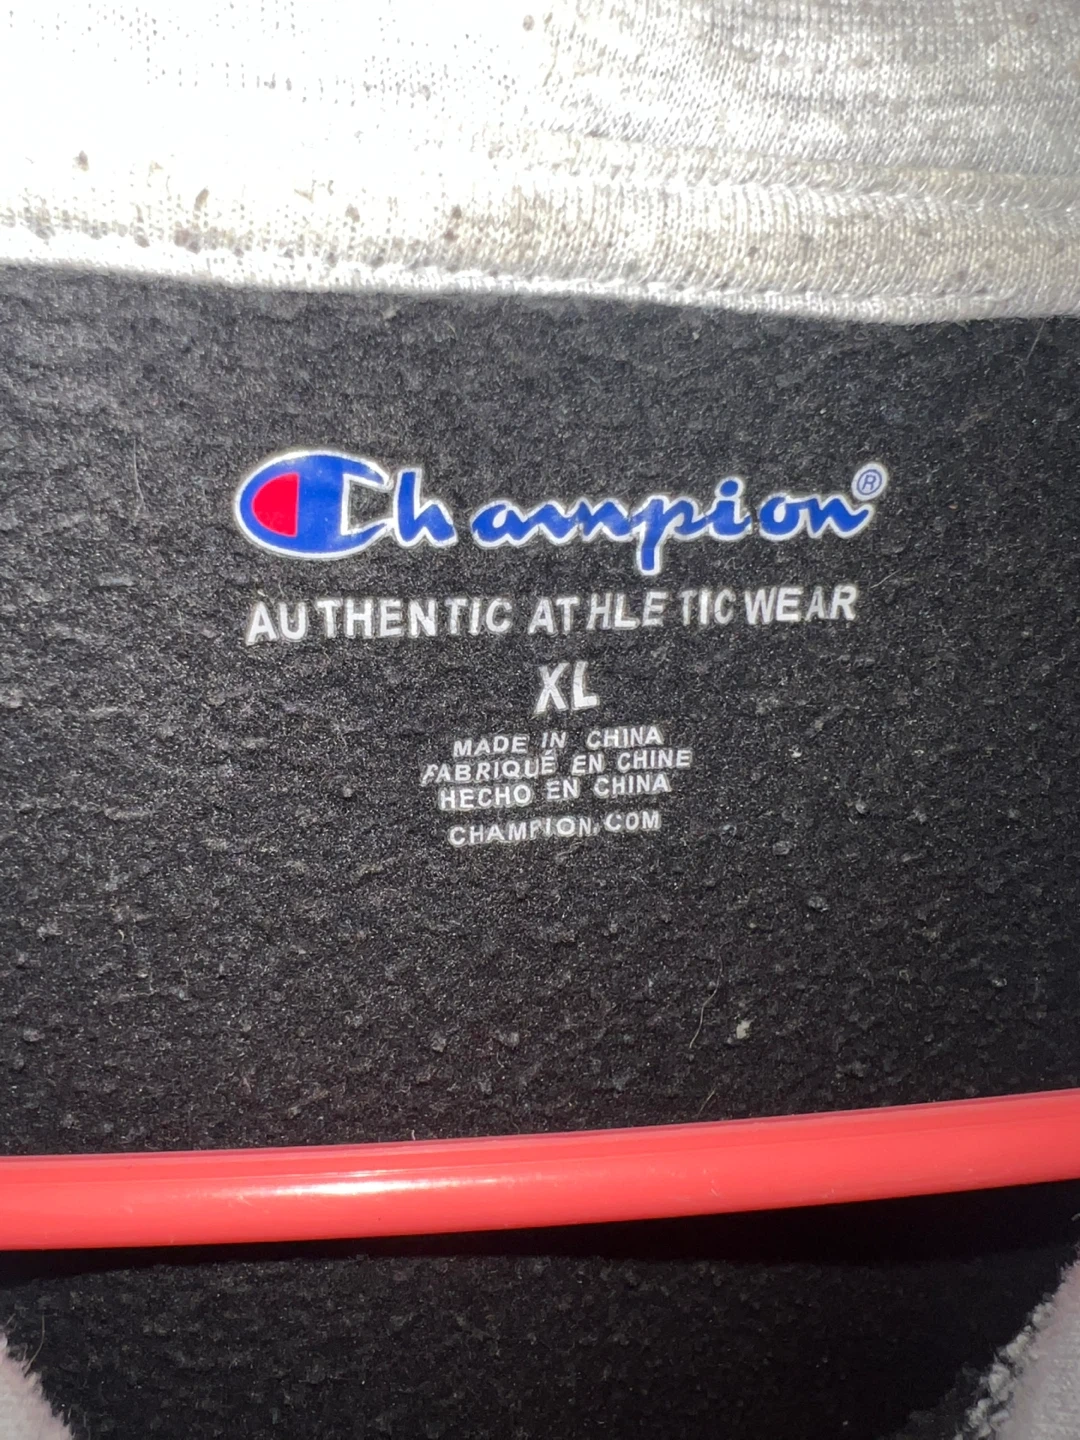 Champion®
AUTHENTIC ATHLETIC WEAR
XL
MADE IN CHINA
FABRIQUÉ EN CHINE
HECHO EN CHINA
CHAMPION.COM